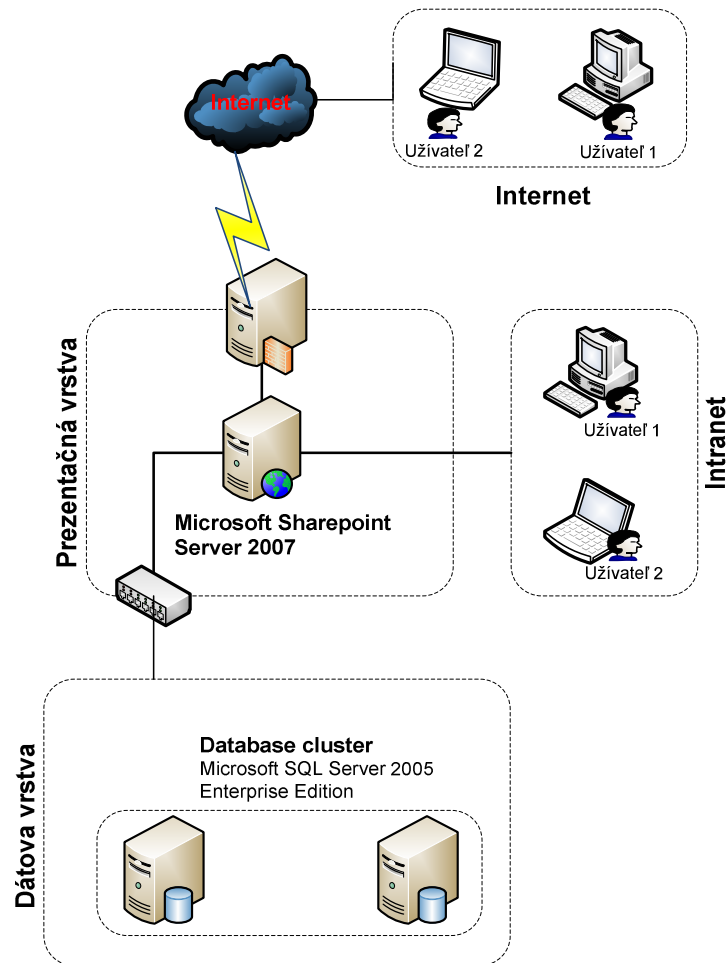 Internet
Užívateľ 2
Užívateľ 1
Internet
Prezentačná vrstva
Microsoft Sharepoint
Server 2007
Užívateľ 1
Užívateľ 2
Intranet
Dátova vrstva
Database cluster
Microsoft SQL Server 2005
Enterprise Edition